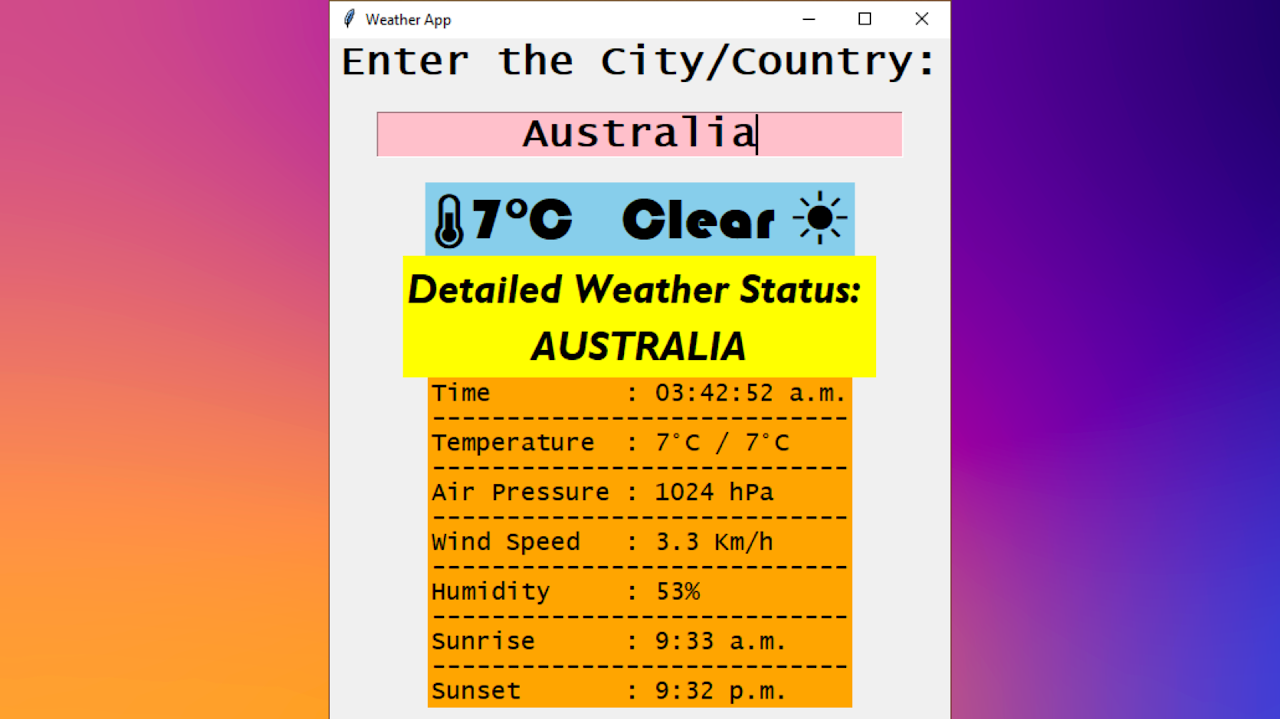 Weather App
Enter the City/Country:
Australia
7°C Clear
Detailed Weather Status:
AUSTRALIA
Time : 03:42:52 a.m.
----------------------------
Temperature : 7°C / 7°C
----------------------------
Air Pressure : 1024 hPa
----------------------------
Wind Speed : 3.3 Km/h
----------------------------
Humidity : 53%
----------------------------
Sunrise : 9:33 a.m.
----------------------------
Sunset : 9:32 p.m.